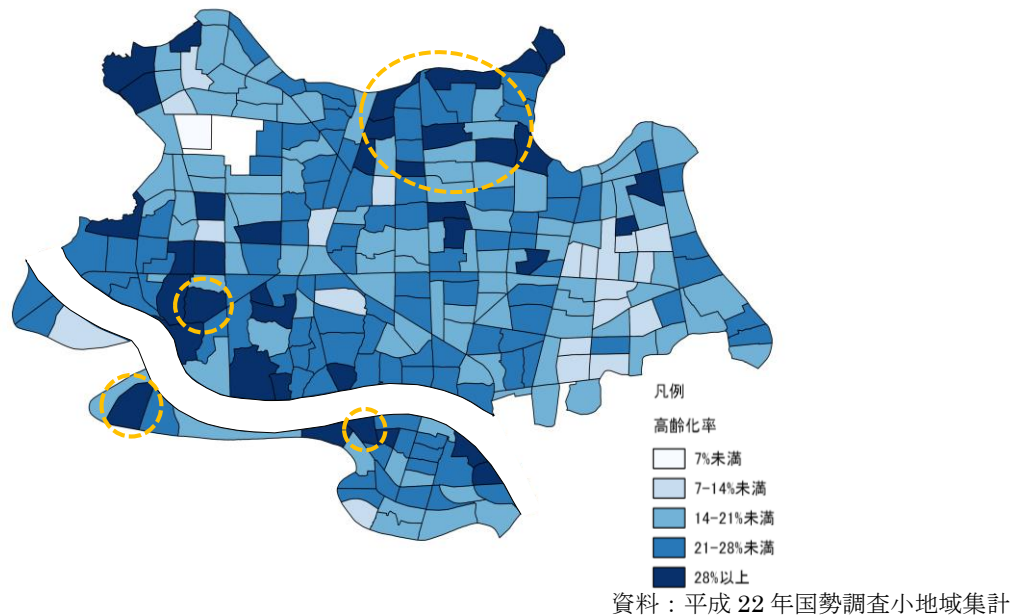 凡例
高齢化率
7%未満
7-14%未満
14-21%未満
21-28%未満
28%以上
資料：平成 22 年国勢調査小地域集計